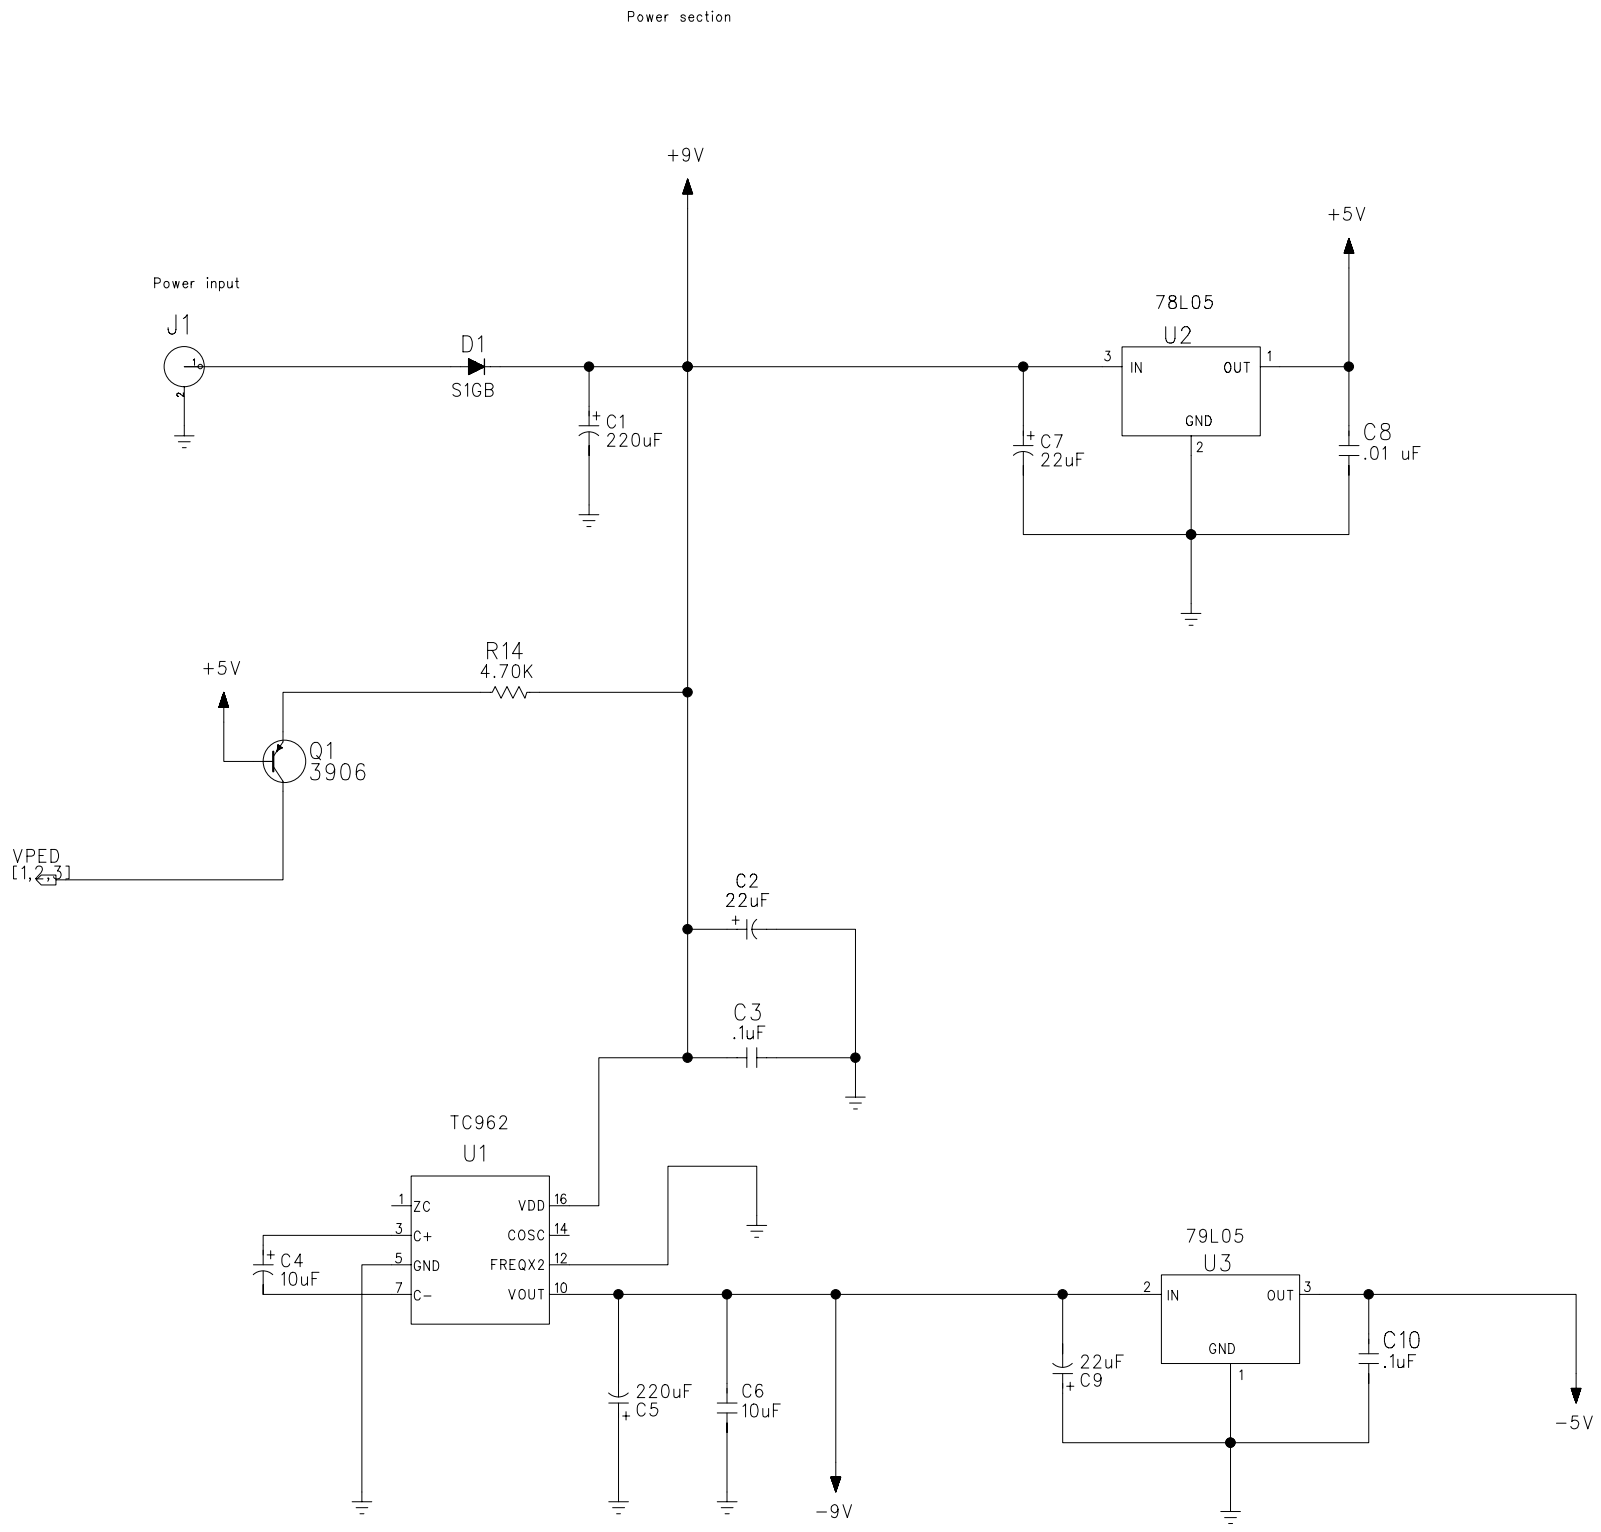 Power section
+9V
+5V
Power input
J1
1
2
D1
S1GB
+ C1
220uF
78L05
U2
3
IN
OUT
1
GND
2
+ C7
22uF
C8
.01 uF
R14
4.70K
+5V
Q1
3906
VPED
[1,2,3]
C2
22uF
+
C3
.1uF
TC962
U1
1
ZC
VDD
16
3
C+
COSC
14
5
GND
FREQX2
12
7
C-
VOUT
10
+ C4
10uF
220uF
+ C5
C6
10uF
-9V
79L05
U3
2
IN
OUT
3
GND
1
22uF
+ C9
C10
.1uF
-5V